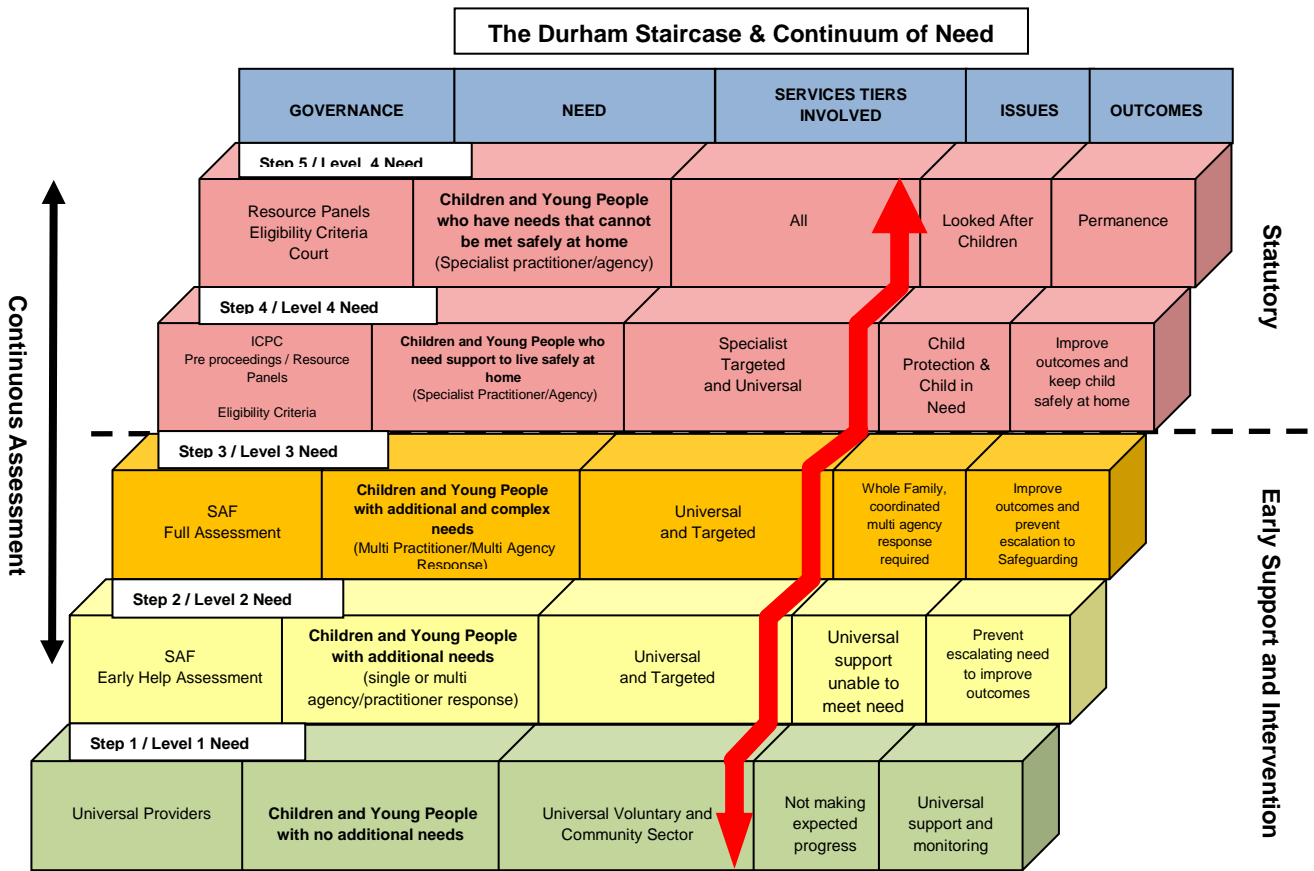 The Durham Staircase & Continuum of Need
GOVERNANCE
NEED
SERVICES TIERS
INVOLVED
ISSUES
OUTCOMES
Step 5 / Level 4 Need
Resource Panels
Eligibility Criteria
Court
Children and Young People
who have needs that cannot
be met safely at home
(Specialist practitioner/agency)
All
Looked After
Children
Permanence
Step 4 / Level 4 Need
ICPC
Pre proceedings / Resource
Panels
Eligibility Criteria
Children and Young People who
need support to live safely at
home
(Specialist Practitioner/Agency)
Specialist
Targeted
and Universal
Child
Protection &
Child in
Need
Improve
outcomes and
keep child
safely at home
Step 3 / Level 3 Need
SAF
Full Assessment
Children and Young People
with additional and complex
needs
(Multi Practitioner/Multi Agency
Response)
Universal
and Targeted
Whole Family,
coordinated
multi agency
response
required
Improve
outcomes and
prevent
escalation to
Safeguarding
Step 2 / Level 2 Need
SAF
Early Help Assessment
Children and Young People
with additional needs
(single or multi
agency/practitioner response)
Universal
and Targeted
Universal
support
unable to
meet need
Prevent
escalating need
to improve
outcomes
Step 1 / Level 1 Need
Universal Providers
Children and Young People
with no additional needs
Universal Voluntary and
Community Sector
Not making
expected
progress
Universal
support and
monitoring
Continuous Assessment
Statutory
Early Support and Intervention